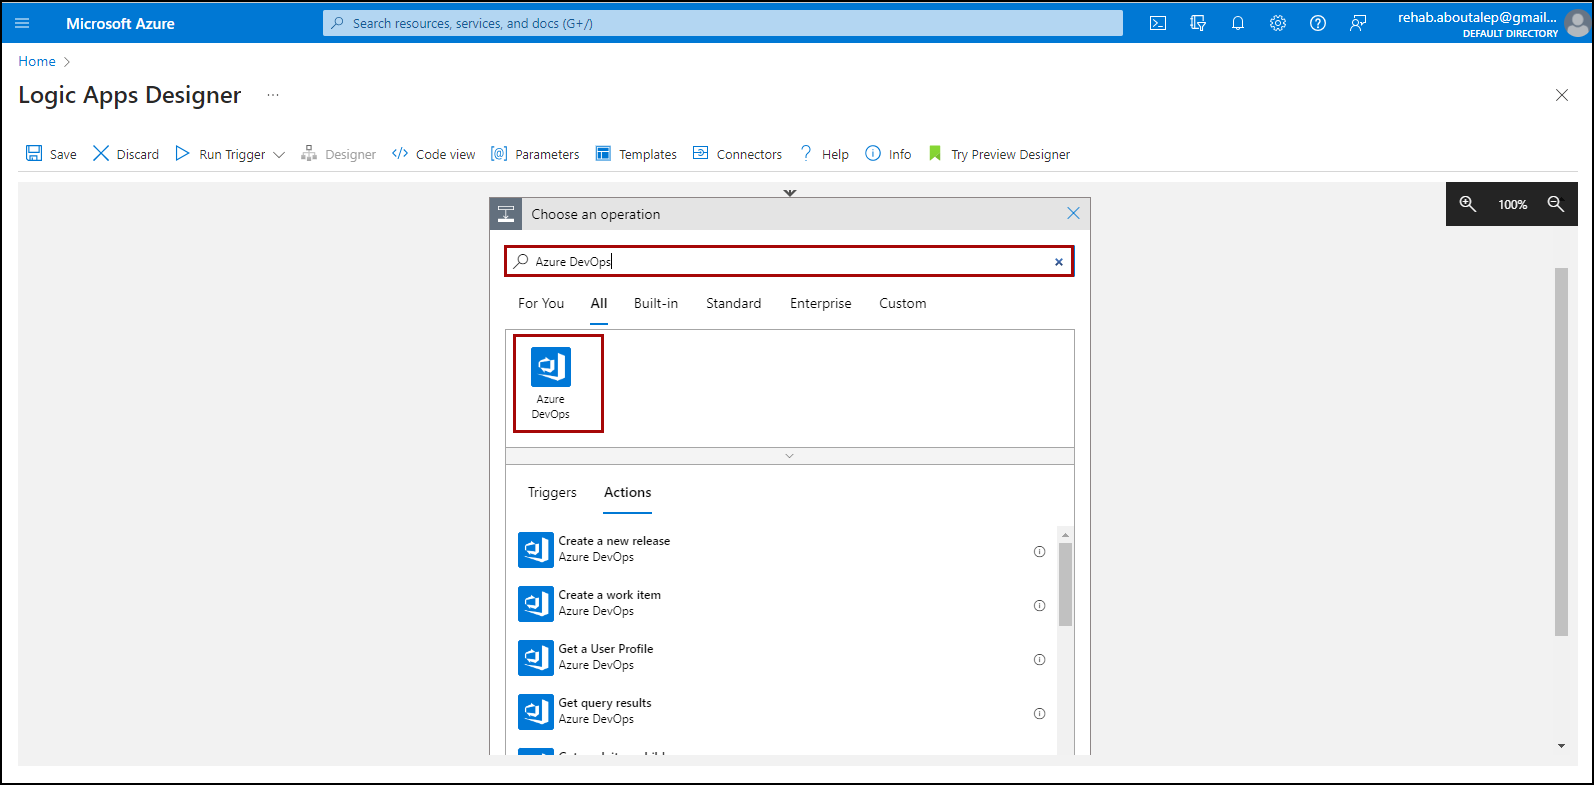 Microsoft Azure
Search resources, services, and docs (G+/)
rehab.aboutalep@gmail...
DEFAULT DIRECTORY
Home
Logic Apps Designer
...
Save Discard Run Trigger Designer Code view Parameters Templates Connectors Help Info Try Preview Designer
100%
Choose an operation
Azure DevOps
For You All Built-in Standard Enterprise Custom
Azure
DevOps
Triggers Actions
Create a new release
Azure DevOps
Create a work item
Azure DevOps
Get a User Profile
Azure DevOps
Get query results
Azure DevOps